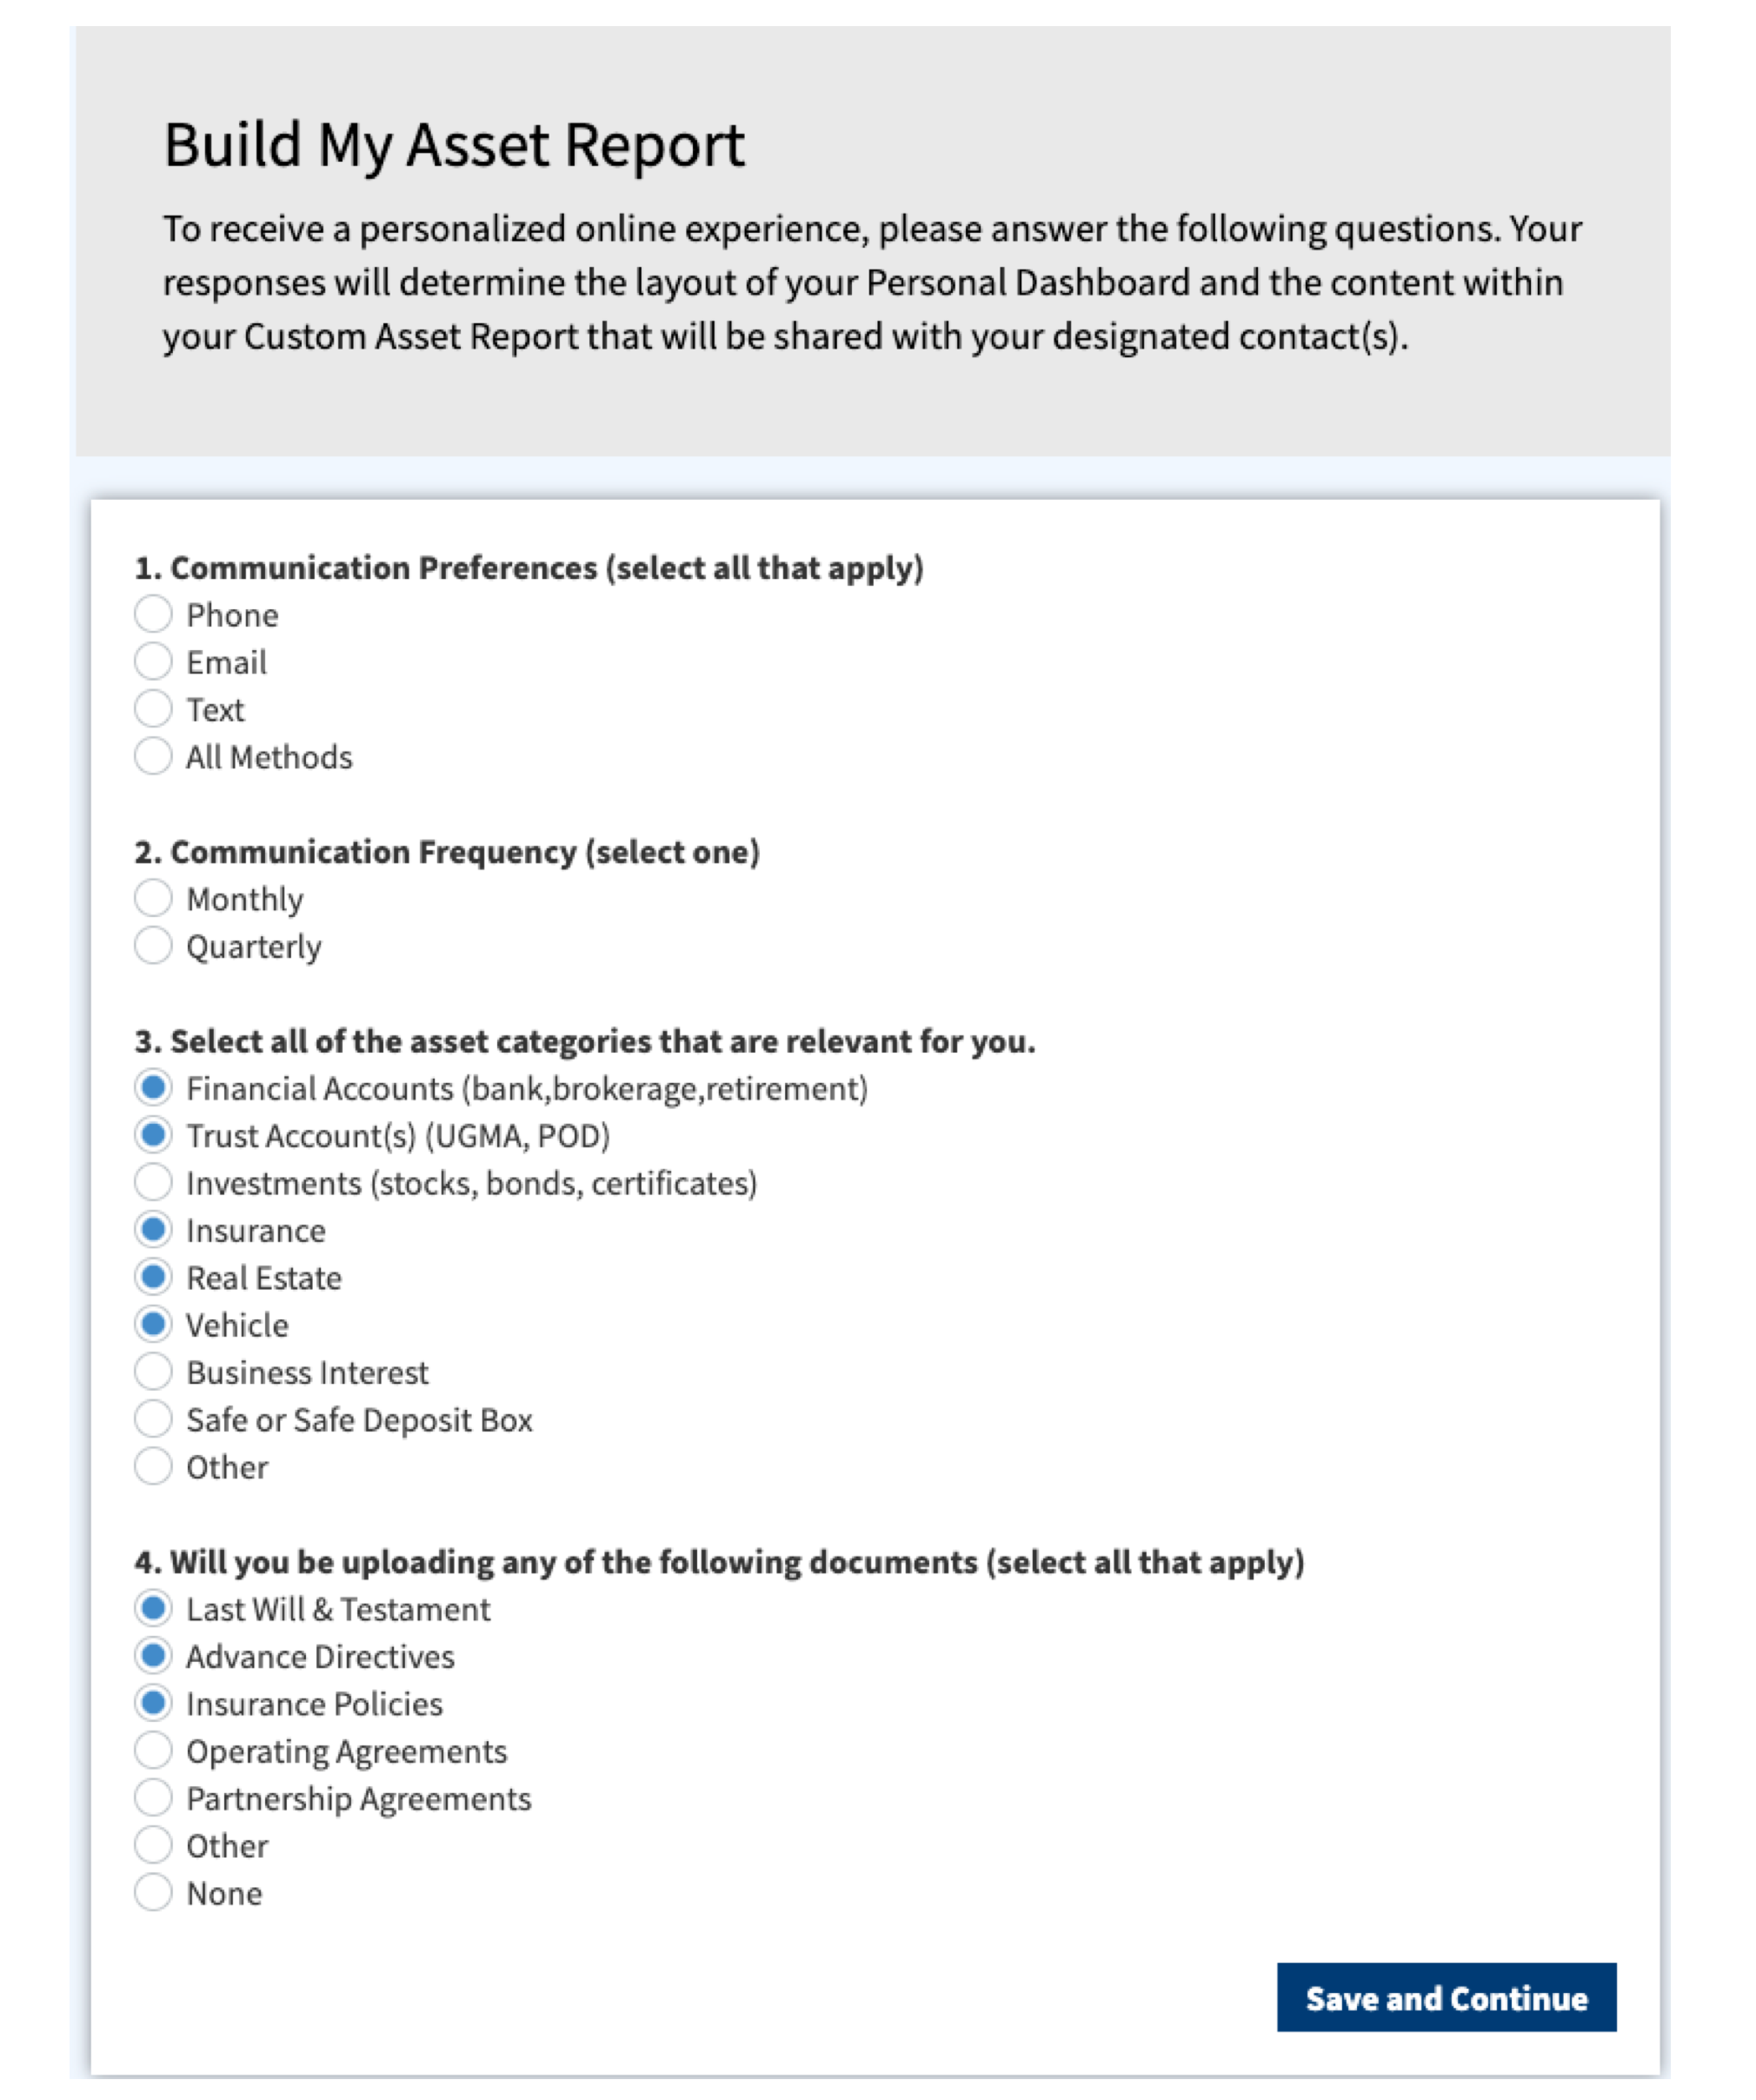 Build My Asset Report
To receive a personalized online experience, please answer the following questions. Your
responses will determine the layout of your Personal Dashboard and the content within
your Custom Asset Report that will be shared with your designated contact(s).
1. Communication Preferences (select all that apply)
Phone
Email
Text
All Methods
2. Communication Frequency (select one)
Monthly
Quarterly
3. Select all of the asset categories that are relevant for you.
Financial Accounts (bank,brokerage,retirement)
Trust Account(s) (UGMA, POD)
Investments (stocks, bonds, certificates)
Insurance
Real Estate
Vehicle
Business Interest
Safe or Safe Deposit Box
Other
4. Will you be uploading any of the following documents (select all that apply)
Last Will & Testament
Advance Directives
Insurance Policies
Operating Agreements
Partnership Agreements
Other
None
Save and Continue